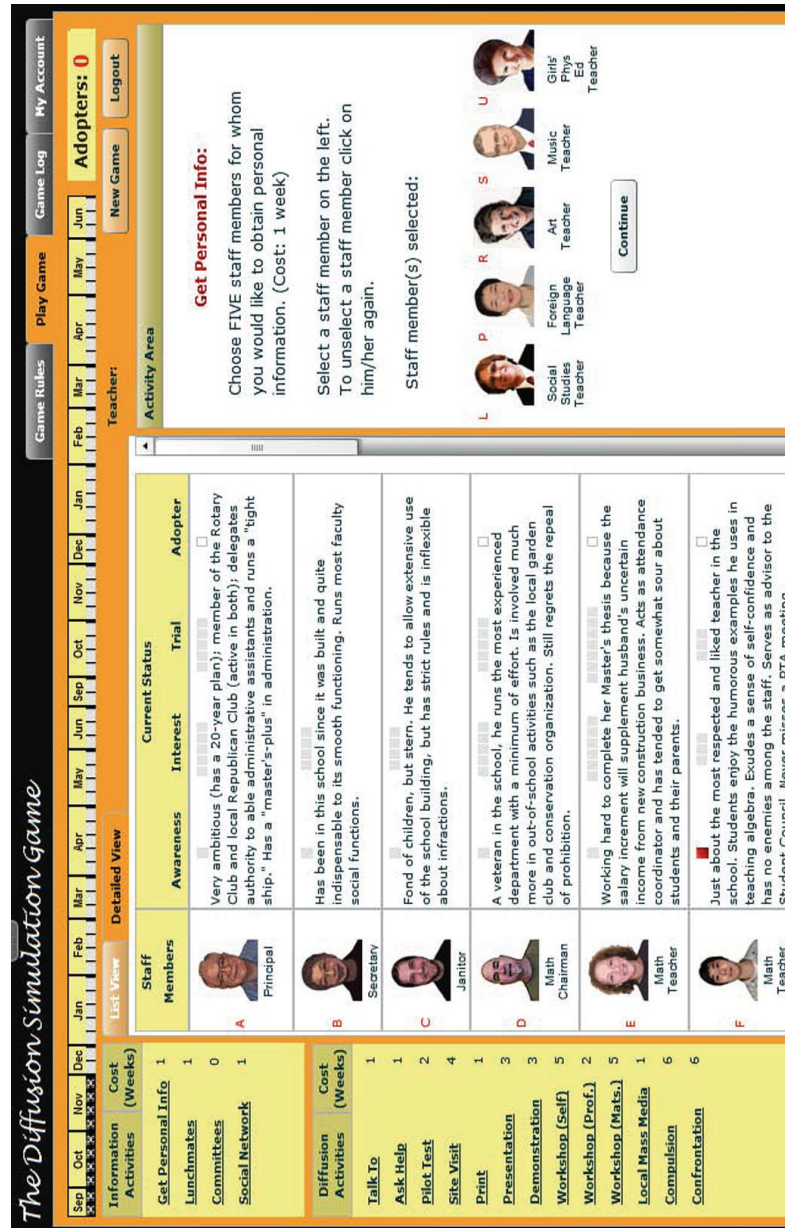 The Diffusion Simulation Game
Game Rules
Play Game
Game Log
My Account
Sep Oct Nov Dec Jan Feb Mar Apr May Jun Sep Oct Nov Dec Jan Feb Mar Apr May Jun
Adopters: 0
List View
Detailed View
Teacher:
New Game
Logout
Information Activities
Cost (Weeks)
Get Personal Info 1
Lunchmates 1
Committees 0
Social Network 1
Diffusion Activities
Cost (Weeks)
Talk To 1
Ask Help 1
Pilot Test 2
Site Visit 4
Print 1
Presentation 3
Demonstration 3
Workshop (Self) 5
Workshop (Prof.) 2
Workshop (Mats.) 5
Local Mass Media 1
Compulsion 6
Confrontation 6
Staff Members
Current Status
Awareness Interest Trial Adopter
A
Principal
Very ambitious (has a 20-year plan); member of the Rotary
Club and local Republican Club (active in both); delegates
authority to able administrative assistants and runs a "tight
ship." Has a "master's-plus" in administration.
B
Secretary
Has been in this school since it was built and quite
indispensable to its smooth functioning. Runs most faculty
social functions.
C
Janitor
Fond of children, but stern. He tends to allow extensive use
of the school building, but has strict rules and is inflexible
about infractions.
D
Math
Chairman
A veteran in the school, he runs the most experienced
department with a minimum of effort. Is involved much
more in out-of-school activities such as the local garden
club and conservation organization. Still regrets the repeal
of prohibition.
E
Math
Teacher
Working hard to complete her Master's thesis because the
salary increment will supplement husband's uncertain
income from new construction business. Acts as attendance
coordinator and has tended to get somewhat sour about
students and their parents.
F
Math
Teacher
Just about the most respected and liked teacher in the
school. Students enjoy the humorous examples he uses in
teaching algebra. Exudes a sense of self-confidence and
has no enemies among the staff. Serves as advisor to the
Student Council. Never misses a PTA meeting.
Activity Area
Get Personal Info:
Choose FIVE staff members for whom
you would like to obtain personal
information. (Cost: 1 week)
Select a staff member on the left.
To unselect a staff member click on
him/her again.
Staff member(s) selected:
L
Social
Studies
Teacher
P
Foreign
Language
Teacher
R
Art
Teacher
S
Music
Teacher
U
Girls'
Phys
Ed
Teacher
Continue